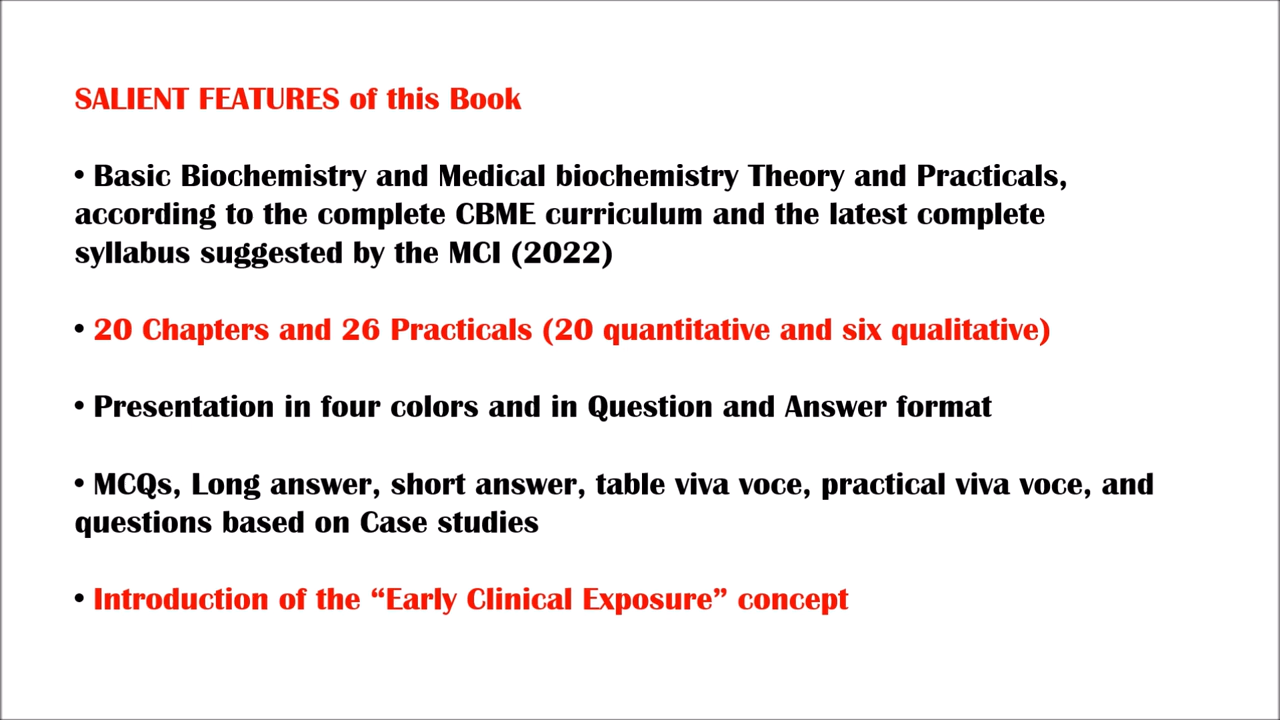 SALIENT FEATURES of this Book
• Basic Biochemistry and Medical biochemistry Theory and Practicals,
according to the complete CBME curriculum and the latest complete
syllabus suggested by the MCI (2022)
• 20 Chapters and 26 Practicals (20 quantitative and six qualitative)
• Presentation in four colors and in Question and Answer format
• MCQs, Long answer, short answer, table viva voce, practical viva voce, and
questions based on Case studies
• Introduction of the “Early Clinical Exposure” concept